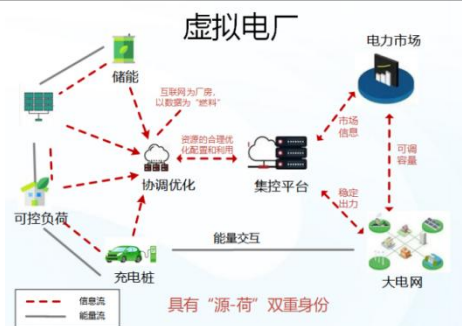 虚拟电厂
电力市场
储能
互联网为厂房,
以数据为“燃料”
市场
信息
可调
容量
资源的合理优
化配置和利用
协调优化
集控平台
可控负荷
稳定
出力
能量交互
充电桩
大电网
信息流
能量流
具有“源-荷”双重身份